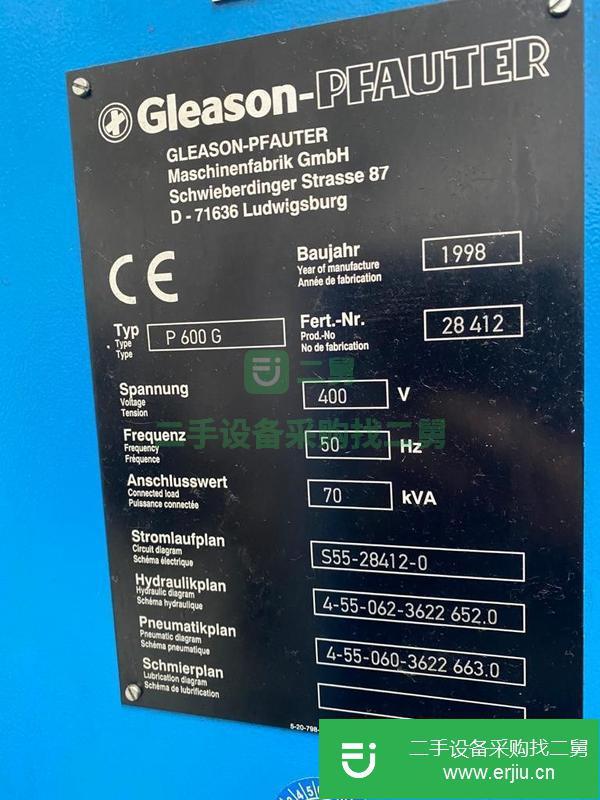 Gleason-PFAUTER
GLEASON-PFAUTER
Maschinenfabrik GmbH
Schwieberdinger Strasse 87
D - 71636 Ludwigsburg
CE
Baujahr 1998
Year of manufacture
Année de fabrication
Typ P 600 G
Type
Type
Fert.-Nr. 28 412
Prod.-No
No de fabrication
Spannung 400 V
Voltage
Tension
Frequenz 50 Hz
Frequency
Fréquence
Anschlusswert 70 kVA
Connected load
Puissance connectée
Stromlaufplan S55-28412-0
Circuit diagram
Schéma électrique
Hydraulikplan 4-55-062-3622 652.0
Hydraulic diagram
Schéma hydraulique
Pneumatikplan 4-55-060-3622 663.0
Pneumatic diagram
Schéma pneumatique
Schmierplan
Lubrication diagram
Schéma de lubrification
5-20-798-
二舅
二手设备采购找二舅
二手设备采购找二舅
www.erjiu.cn